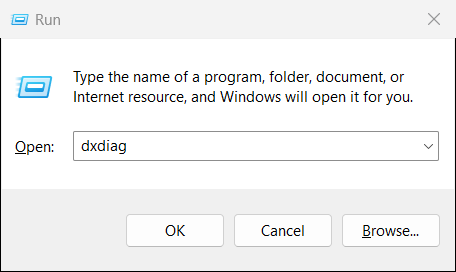 Run
Type the name of a program, folder, document, or
Internet resource, and Windows will open it for you.
Open: dxdiag
OK Cancel Browse...